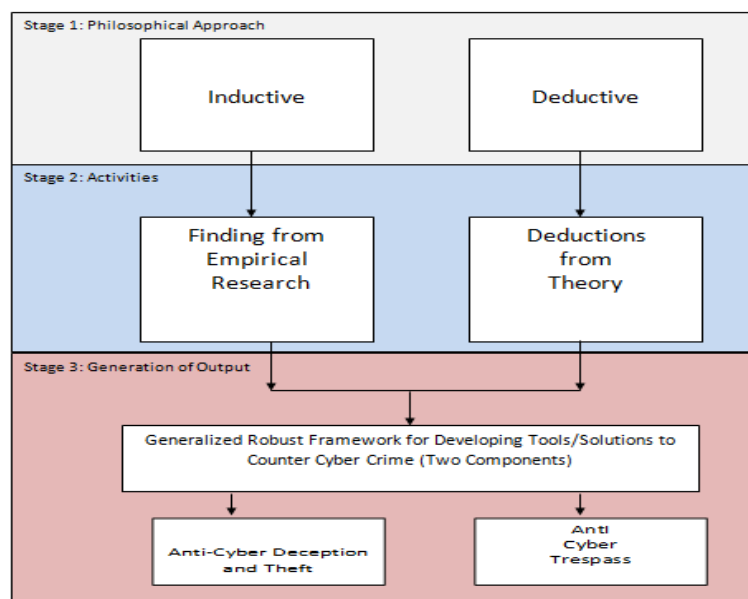 Stage 1: Philosophical Approach
Inductive
Deductive
Stage 2: Activities
Finding from
Empirical
Research
Deductions
from
Theory
Stage 3: Generation of Output
Generalized Robust Framework for Developing Tools/Solutions to
Counter Cyber Crime (Two Components)
Anti-Cyber Deception
and Theft
Anti
Cyber
Trespass